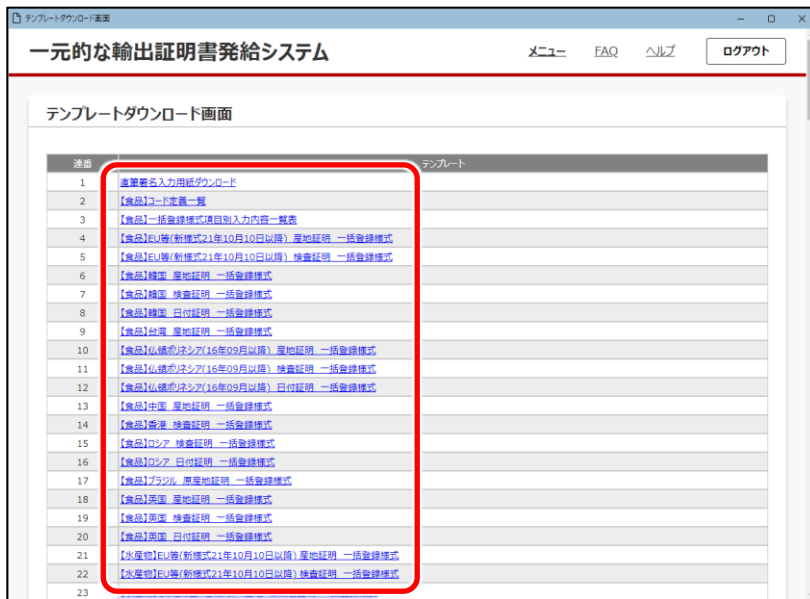 テンプレートダウンロード画面
一元的な輸出証明書発給システム
メニュー FAQ ヘルプ ログアウト
テンプレートダウンロード画面
連番 テンプレート
1 直筆署名入力用紙ダウンロード
2 【食品】コード定義一覧
3 【食品】一括登録様式項目別入力内容一覧表
4 【食品】EU等(新様式21年10月10日以降) 産地証明 一括登録様式
5 【食品】EU等(新様式21年10月10日以降) 検査証明 一括登録様式
6 【食品】韓国 産地証明 一括登録様式
7 【食品】韓国 検査証明 一括登録様式
8 【食品】韓国 日付証明 一括登録様式
9 【食品】台湾 産地証明 一括登録様式
10 【食品】仏領ポリネシア(16年09月以降) 産地証明 一括登録様式
11 【食品】仏領ポリネシア(16年09月以降) 検査証明 一括登録様式
12 【食品】仏領ポリネシア(16年09月以降) 日付証明 一括登録様式
13 【食品】中国 産地証明 一括登録様式
14 【食品】香港 検査証明 一括登録様式
15 【食品】ロシア 検査証明 一括登録様式
16 【食品】ロシア 日付証明 一括登録様式
17 【食品】ブラジル 原産地証明 一括登録様式
18 【食品】英国 産地証明 一括登録様式
19 【食品】英国 検査証明 一括登録様式
20 【食品】英国 日付証明 一括登録様式
21 【水産物】EU等(新様式21年10月10日以降) 産地証明 一括登録様式
22 【水産物】EU等(新様式21年10月10日以降) 検査証明 一括登録様式
23